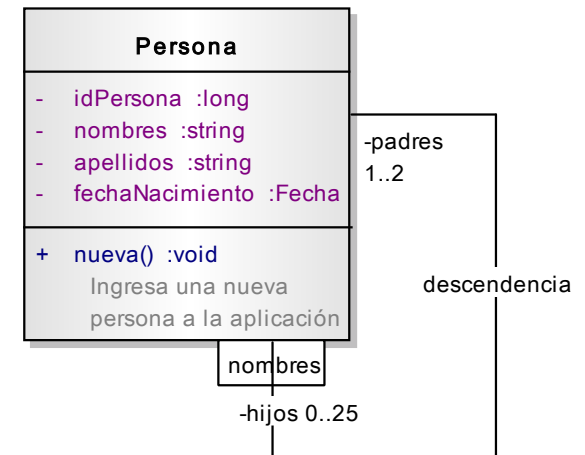 Persona
- idPersona :long
- nombres :string
- apellidos :string
- fechaNacimiento :Fecha
+ nueva() :void
Ingresa una nueva
persona a la aplicación
-padres
1..2
descendencia
nombres
-hijos 0..25